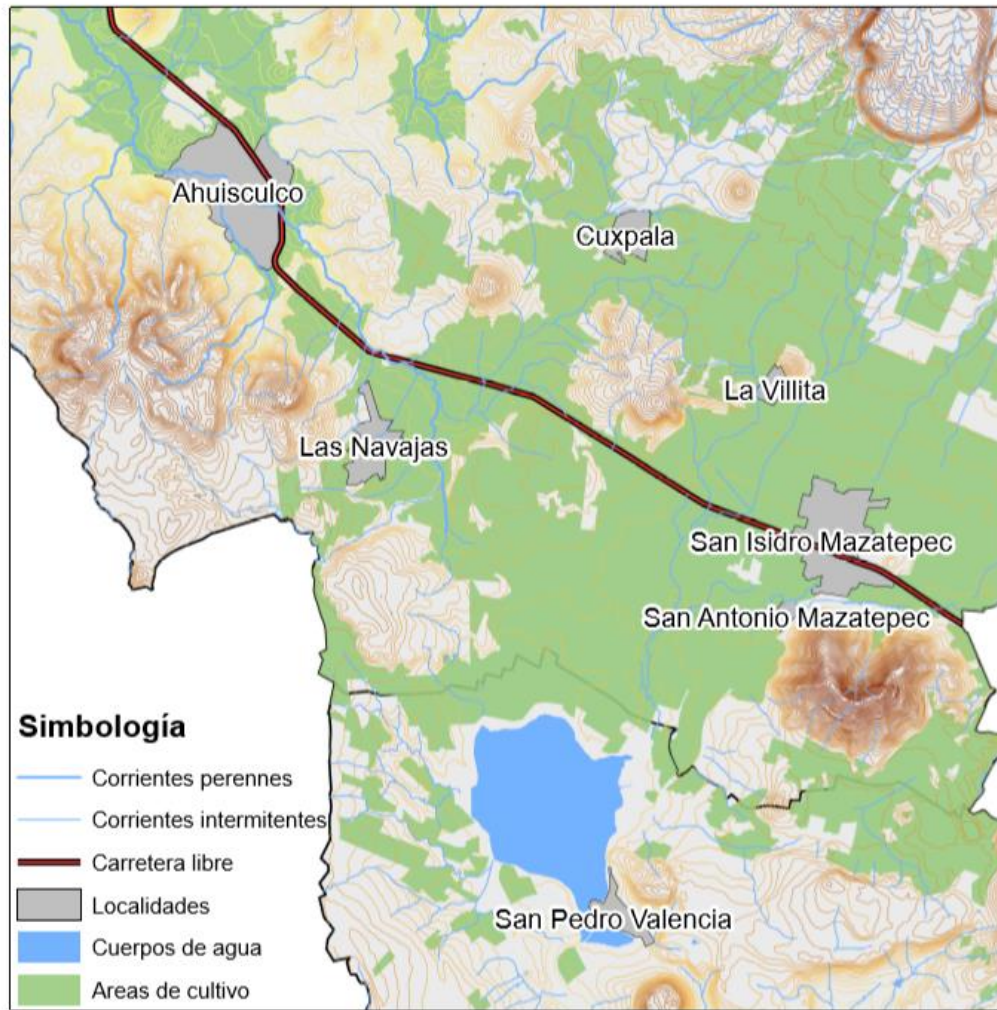 Ahuisculco
Cuxpala
La Villita
Las Navajas
San Isidro Mazatepec
San Antonio Mazatepec
San Pedro Valencia
Simbología
Corrientes perennes
Corrientes intermitentes
Carretera libre
Localidades
Cuerpos de agua
Areas de cultivo